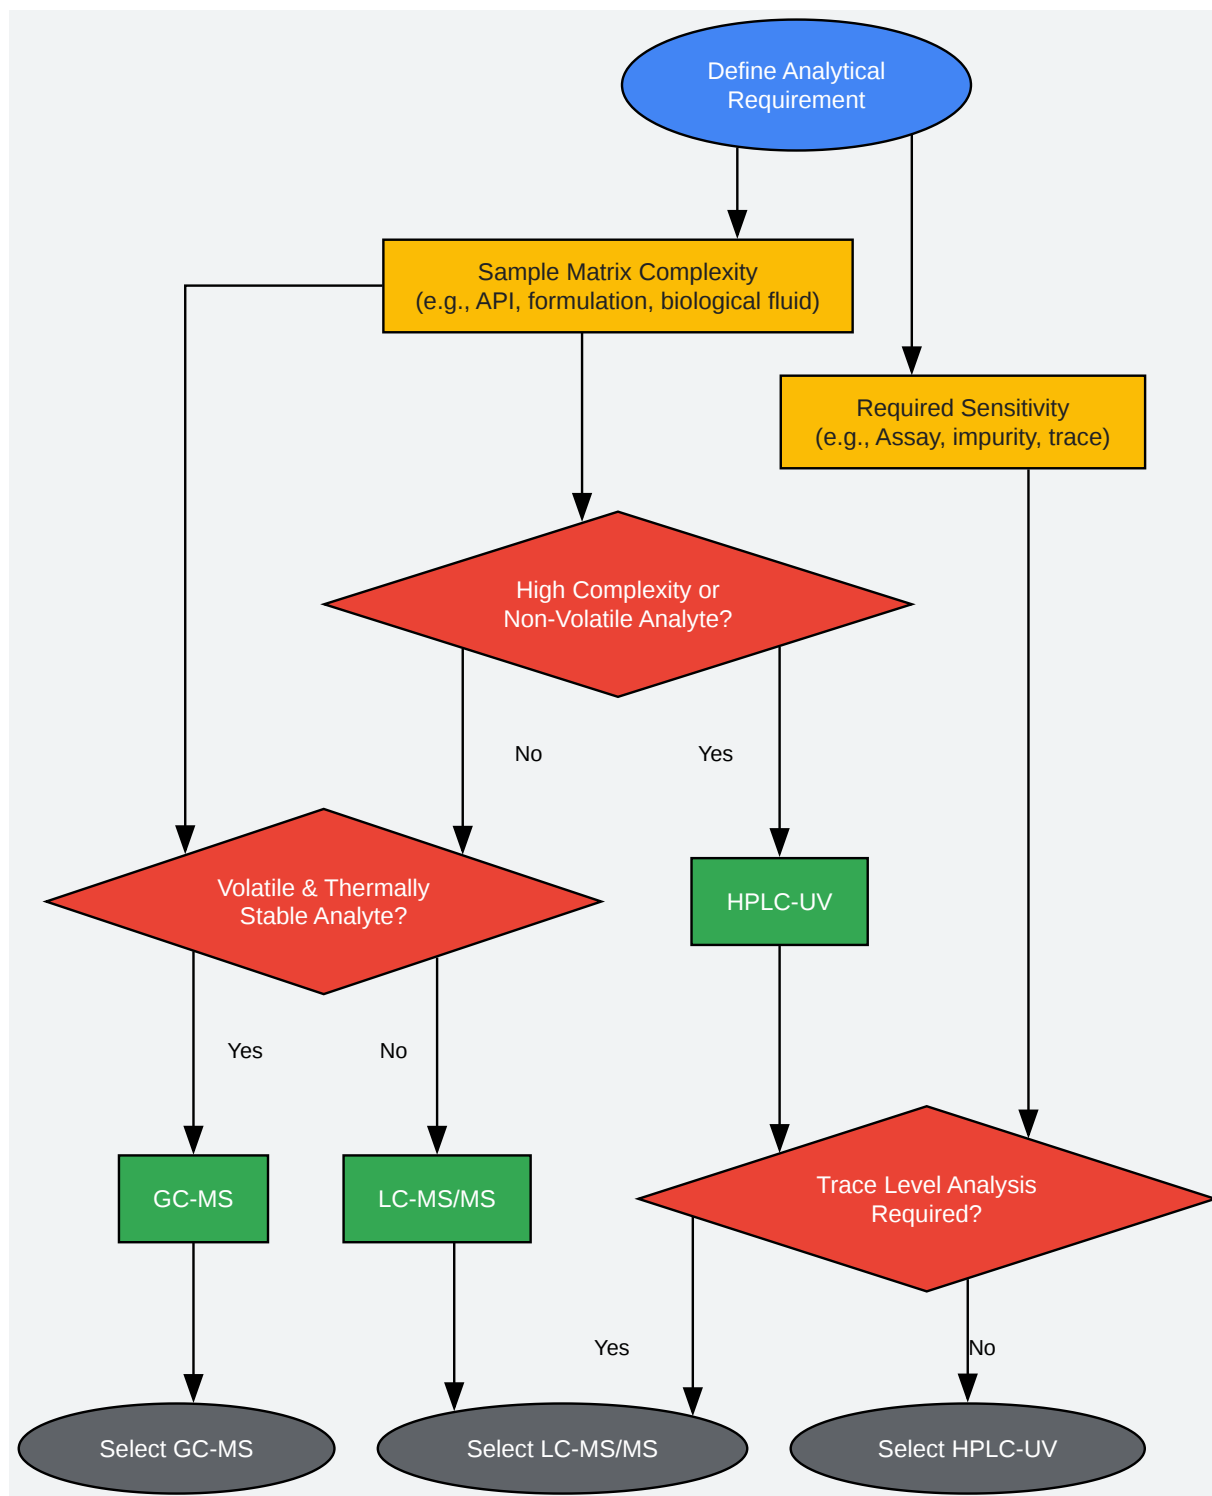 Define Analytical
Requirement
Sample Matrix Complexity
(e.g., API, formulation, biological fluid)
Required Sensitivity
(e.g., Assay, impurity, trace)
High Complexity or
Non-Volatile Analyte?
No
Yes
Volatile & Thermally
Stable Analyte?
HPLC-UV
Yes
No
GC-MS
LC-MS/MS
Trace Level Analysis
Required?
Yes
No
Select GC-MS
Select LC-MS/MS
Select HPLC-UV